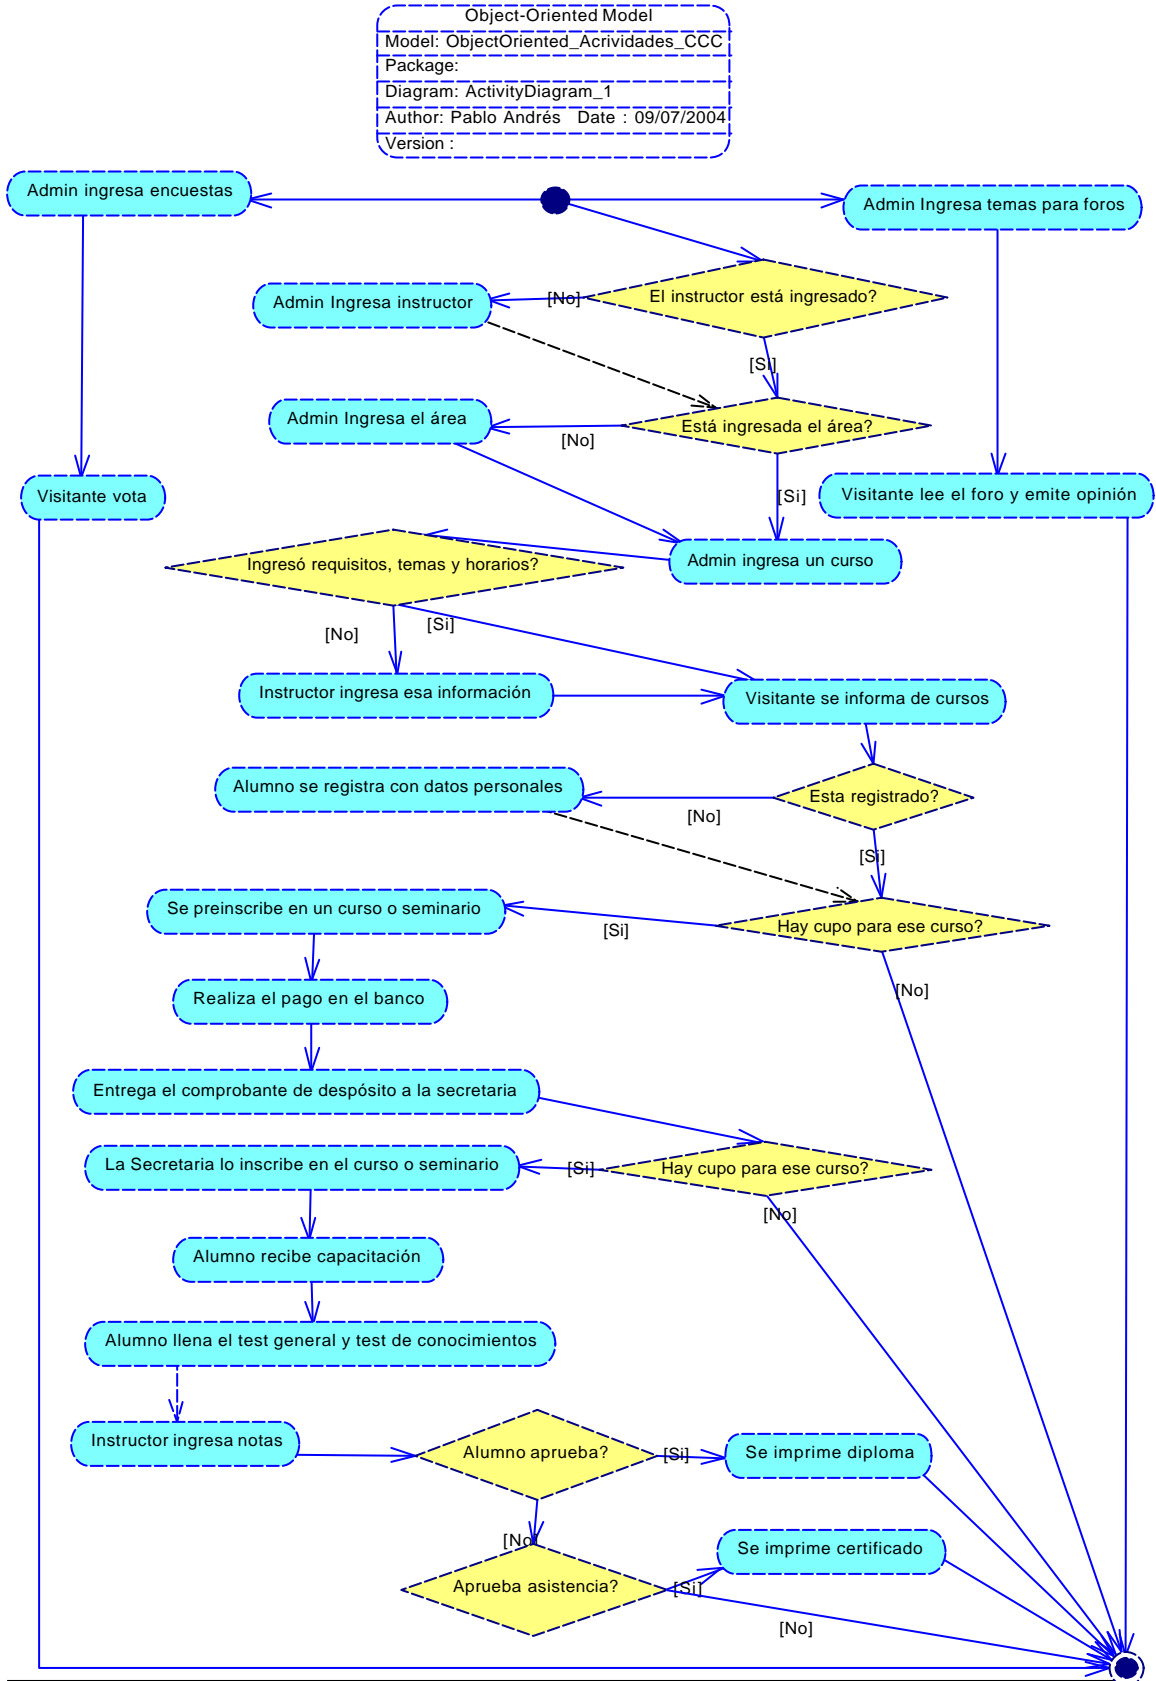 Object-Oriented Model
Model: ObjectOriented_Acrividades_CCC
Package:
Diagram: ActivityDiagram_1
Author: Pablo Andrés Date : 09/07/2004
Version :
Admin ingresa encuestas
Admin Ingresa temas para foros
Admin Ingresa instructor
[No]
El instructor está ingresado?
[Si]
Admin Ingresa el área
[No]
Está ingresada el área?
[Si]
Visitante vota
Visitante lee el foro y emite opinión
Ingresó requisitos, temas y horarios?
Admin ingresa un curso
[No]
[Si]
Instructor ingresa esa información
Visitante se informa de cursos
Alumno se registra con datos personales
[No]
Esta registrado?
[Si]
Se preinscribe en un curso o seminario
[Si]
Hay cupo para ese curso?
[No]
Realiza el pago en el banco
Entrega el comprobante de despósito a la secretaria
La Secretaria lo inscribe en el curso o seminario
[Si]
Hay cupo para ese curso?
[No]
Alumno recibe capacitación
Alumno llena el test general y test de conocimientos
Instructor ingresa notas
Alumno aprueba?
[Si]
Se imprime diploma
[No]
Se imprime certificado
Aprueba asistencia?
[Si]
[No]